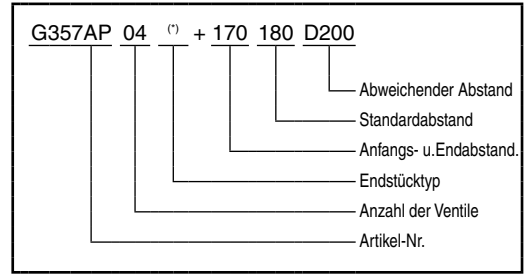 G357AP 04 (*) + 170 180 D200
Abweichender Abstand
Standardabstand
Anfangs- u.Endabstand.
Endstücktyp
Anzahl der Ventile
Artikel-Nr.